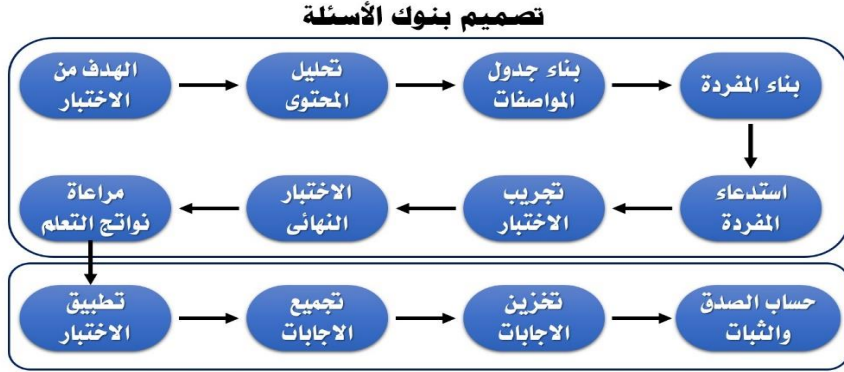 تصميم بنوك الأسئلة
الهدف من
الاختبار
تحليل
المحتوى
بناء جدول
المواصفات
بناء المفردة
استدعاء
المفردة
تجريب
الاختبار
الاختبار
النهائى
مراعاة
نواتج التعلم
تطبيق
الاختبار
تجميع
الاجابات
تخزين
الاجابات
حساب الصدق
والثبات